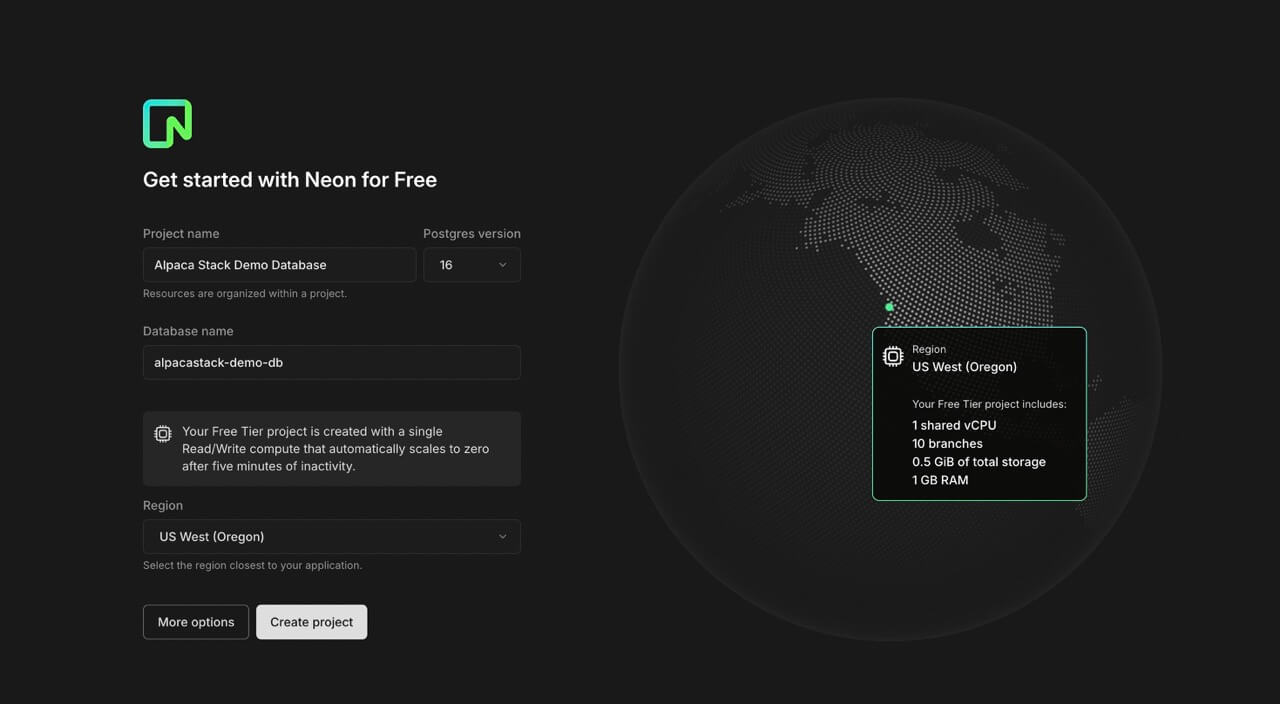 Get started with Neon for Free
Project name
Postgres version
Alpaca Stack Demo Database
16
Resources are organized within a project.
Database name
alpacastack-demo-db
Your Free Tier project is created with a single
Read/Write compute that automatically scales to zero
after five minutes of inactivity.
Region
US West (Oregon)
Select the region closest to your application.
More options
Create project
Region
US West (Oregon)
Your Free Tier project includes:
1 shared vCPU
10 branches
0.5 GiB of total storage
1 GB RAM